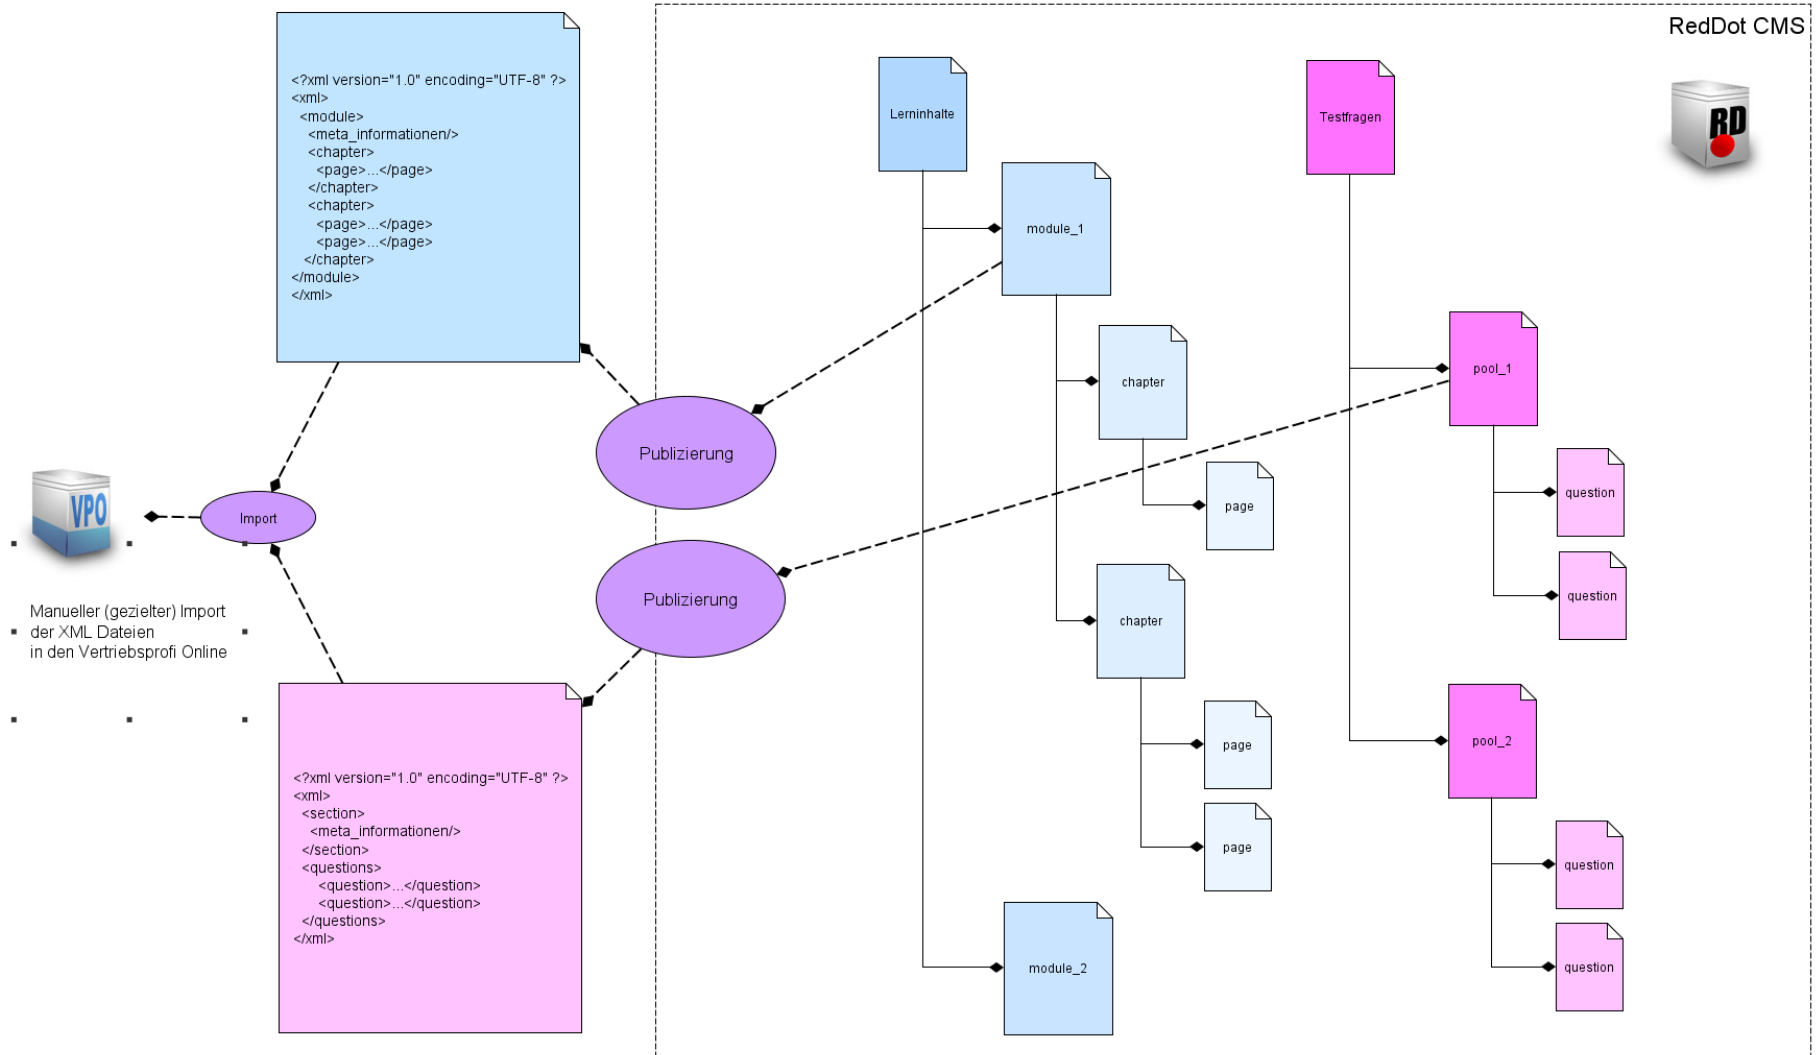 RedDot CMS
<?xml version="1.0" encoding="UTF-8" ?>
<xml>
<module>
<meta_informationen/>
<chapter>
<page>...</page>
</chapter>
<chapter>
<page>...</page>
<page>...</page>
</chapter>
</module>
</xml>
Lerninhalte
Testfragen
RD
module_1
chapter
pool_1
Publizierung
page
question
VPO
Import
Publizierung
question
Manueller (gezielter) Import
der XML Dateien
in den Vertriebsprofi Online
chapter
page
pool_2
<?xml version="1.0" encoding="UTF-8" ?>
<xml>
<section>
<meta_informationen/>
</section>
<questions>
<question>...</question>
<question>...</question>
</questions>
</xml>
page
question
module_2
question